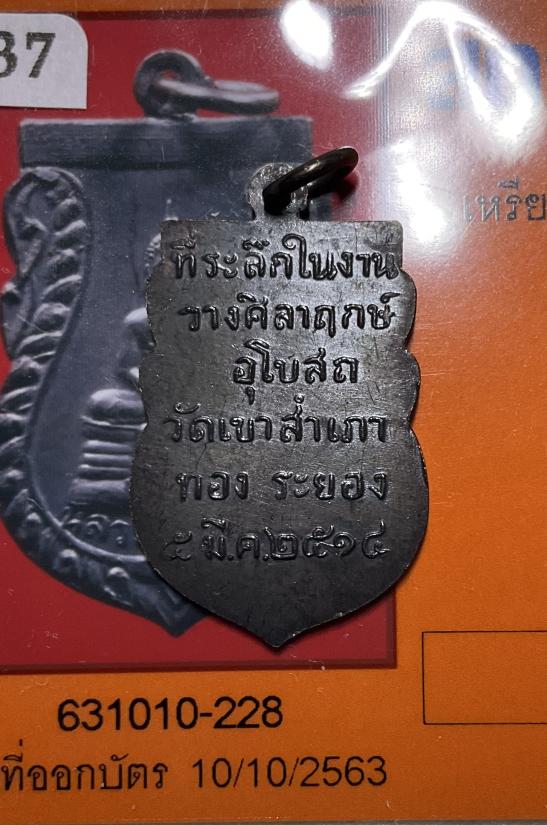 37
เหรีย
ที่ระลึกในงาน
วางศิลาฤกษ์
อุโบสถ
วัดเขาสำเภา
ทอง ระยอง
๕ มี.ค.๒๕๑๔
631010-228
ที่ออกบัตร 10/10/2563